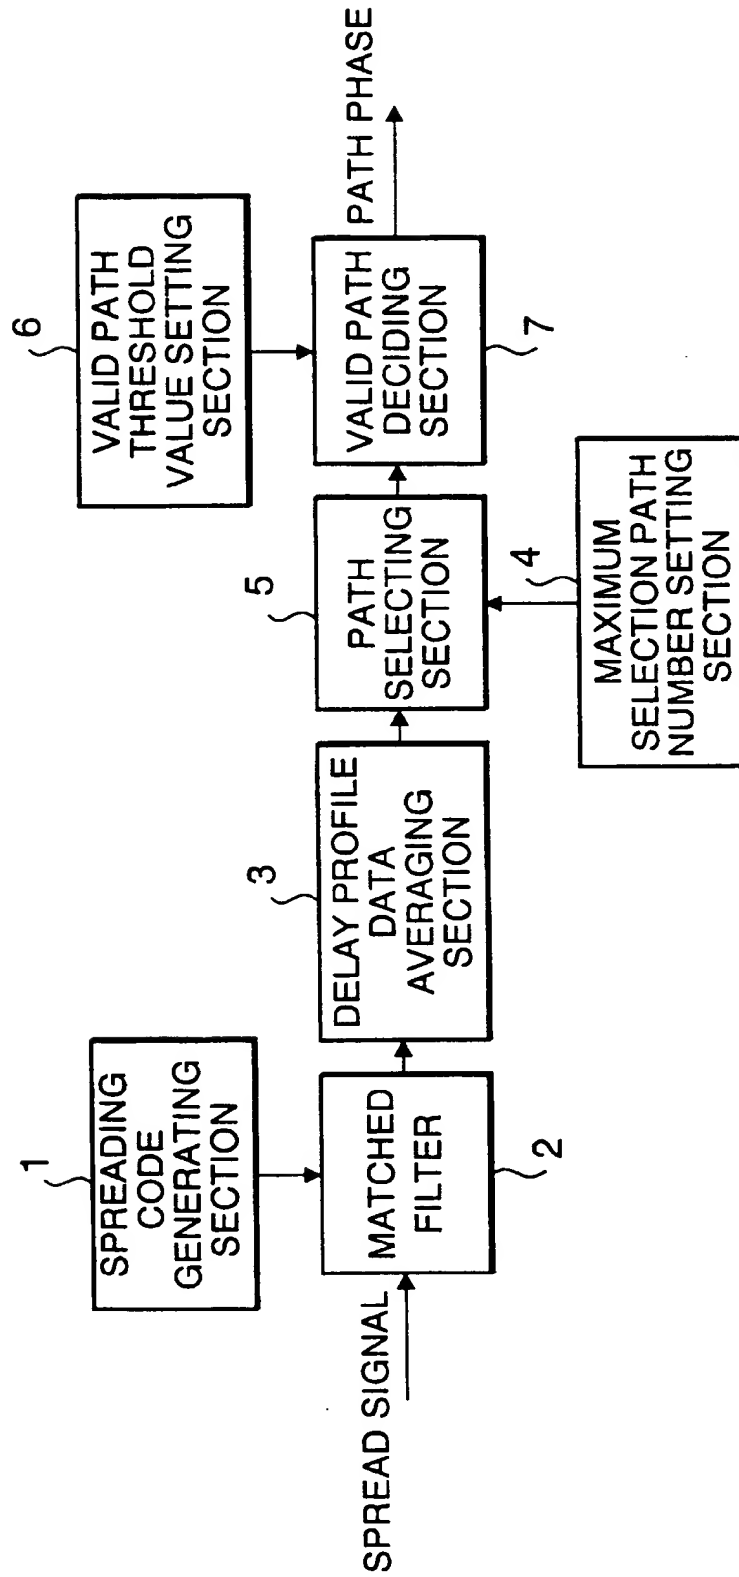 1
SPREADING
CODE
GENERATING
SECTION
SPREAD SIGNAL
MATCHED
FILTER
2
3
DELAY PROFILE
DATA
AVERAGING
SECTION
5
PATH
SELECTING
SECTION
4
MAXIMUM
SELECTION PATH
NUMBER SETTING
SECTION
6
VALID PATH
THRESHOLD
VALUE SETTING
SECTION
VALID PATH
DECIDING
SECTION
7
PATH PHASE